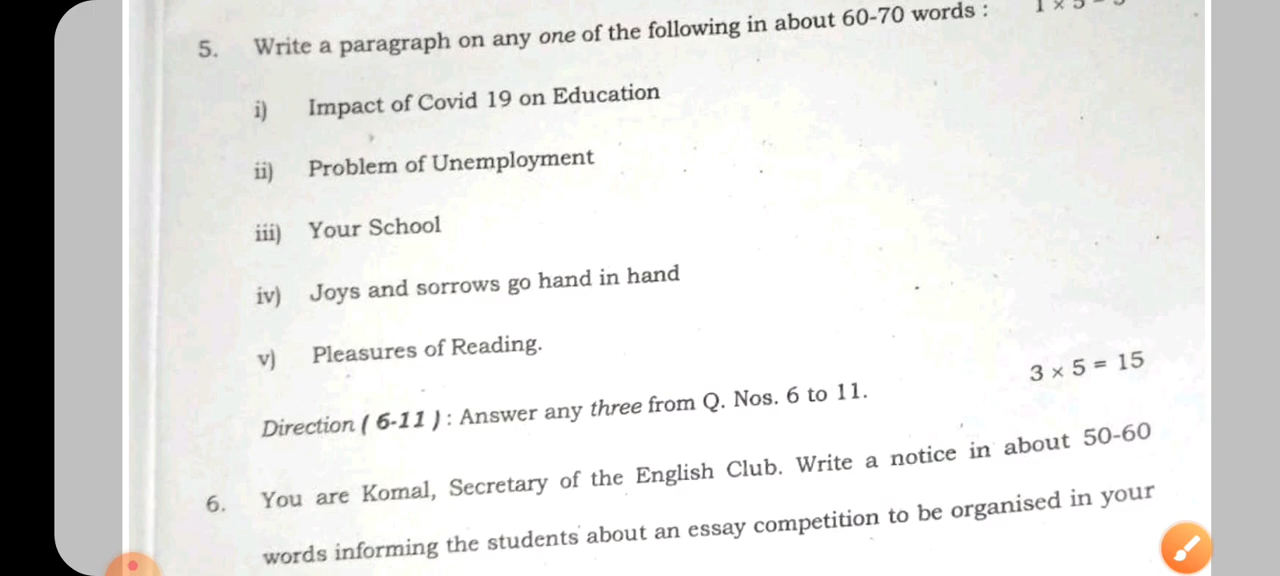 5. Write a paragraph on any one of the following in about 60-70 words :
i) Impact of Covid 19 on Education
ii) Problem of Unemployment
iii) Your School
iv) Joys and sorrows go hand in hand
v) Pleasures of Reading.
3 × 5 = 15
Direction ( 6-11 ) : Answer any three from Q. Nos. 6 to 11.
6. You are Komal, Secretary of the English Club. Write a notice in about 50-60
words informing the students about an essay competition to be organised in your